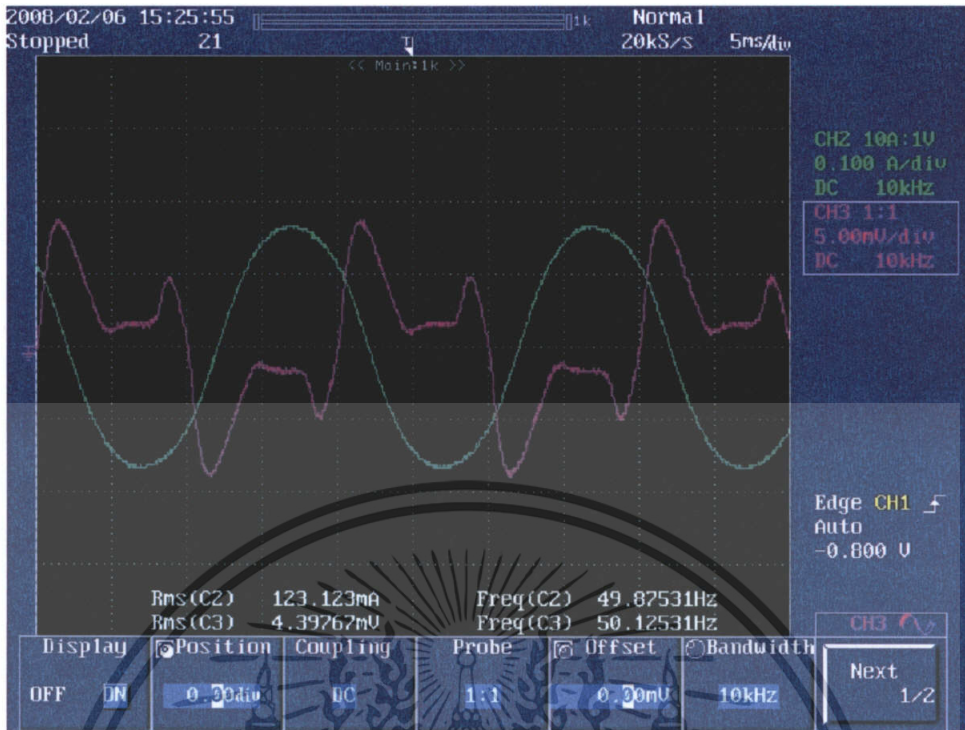 2008/02/06 15:25:55
Stopped 21
1k
Normal
20kS/s 5ms/div
T
<< Main:1k >>
CH2 10A:1V
0.100 A/div
DC 10kHz
CH3 1:1
5.00mV/div
DC 10kHz
Edge CH1
Auto
-0.800 V
Rms(C2) 123.123mA Freq(C2) 49.87531Hz
Rms(C3) 4.39767mV Freq(C3) 50.12531Hz
CH3
Display Position Coupling Probe Offset Bandwidth
OFF ON 0.00div DC 1:1 0.00mV 10kHz
Next
1/2